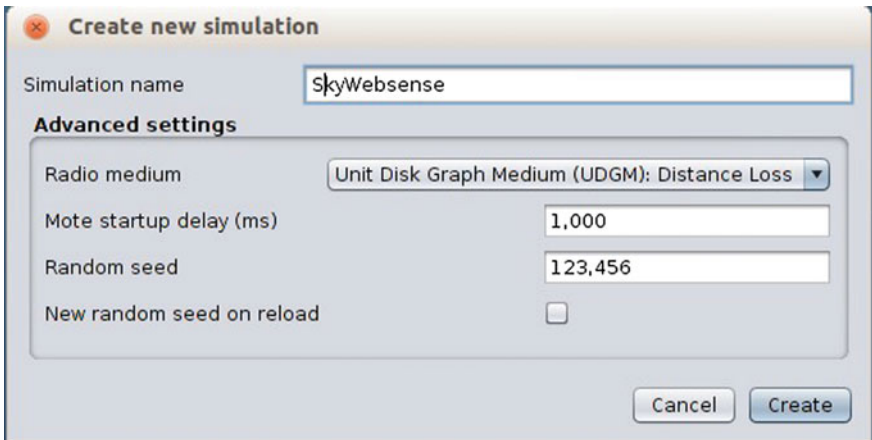 Create new simulation
Simulation name SkyWebsense
Advanced settings
Radio medium Unit Disk Graph Medium (UDGM): Distance Loss
Mote startup delay (ms) 1,000
Random seed 123,456
New random seed on reload
Cancel Create